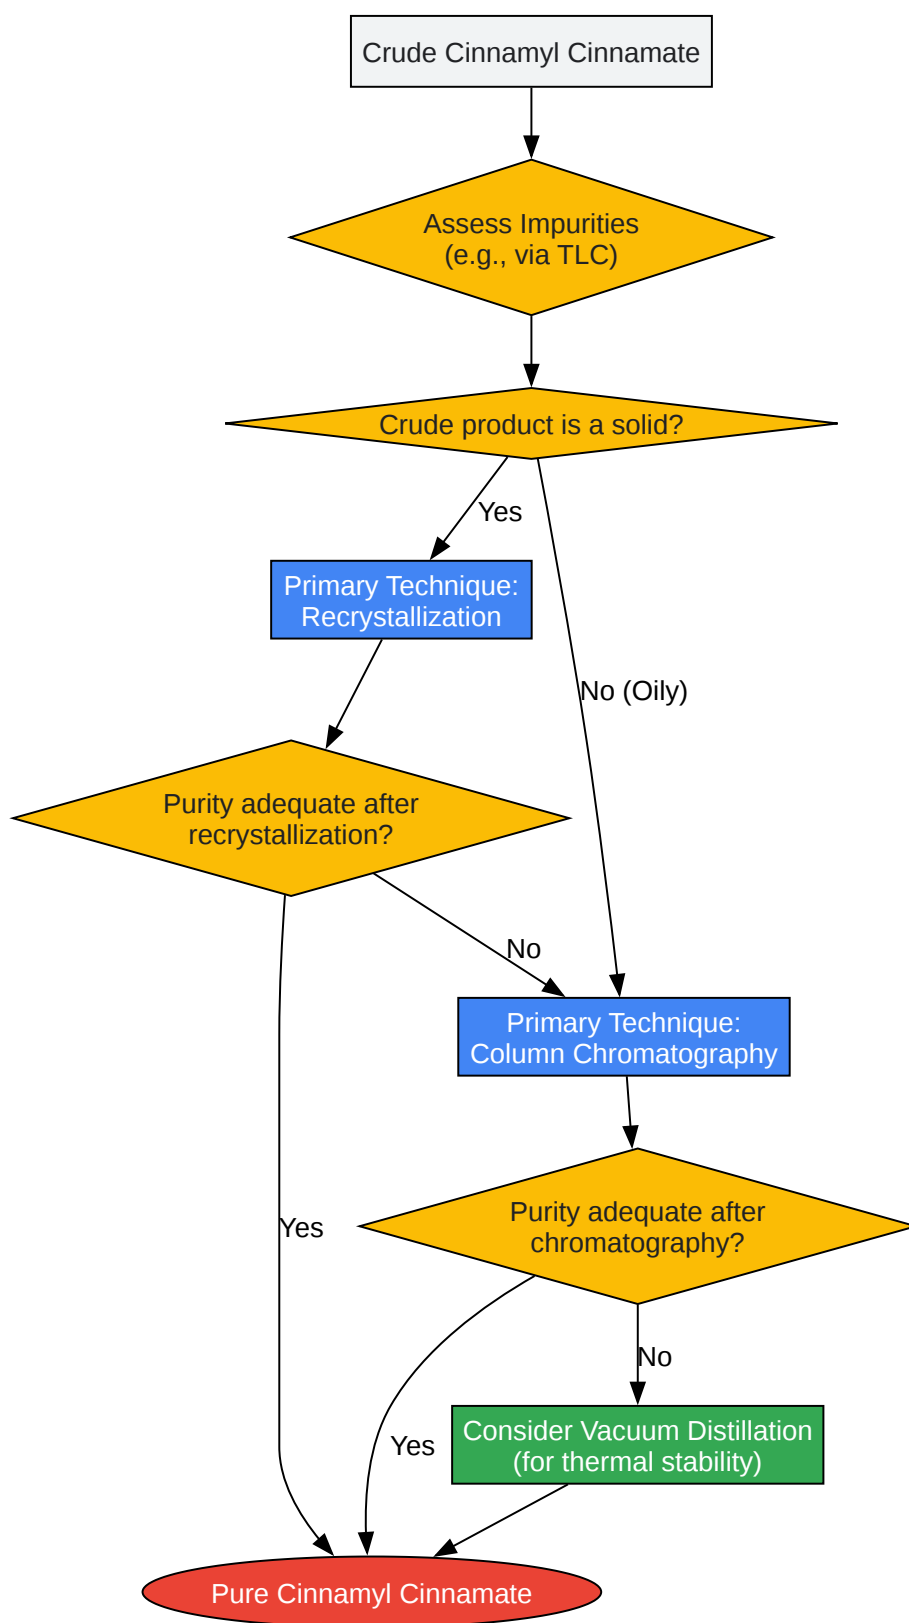 Crude Cinnamyl Cinnamate
Assess Impurities
(e.g., via TLC)
Crude product is a solid?
Yes
Primary Technique:
Recrystallization
No (Oily)
Purity adequate after
recrystallization?
No
Primary Technique:
Column Chromatography
Purity adequate after
chromatography?
Yes
No
Consider Vacuum Distillation
(for thermal stability)
Yes
Pure Cinnamyl Cinnamate